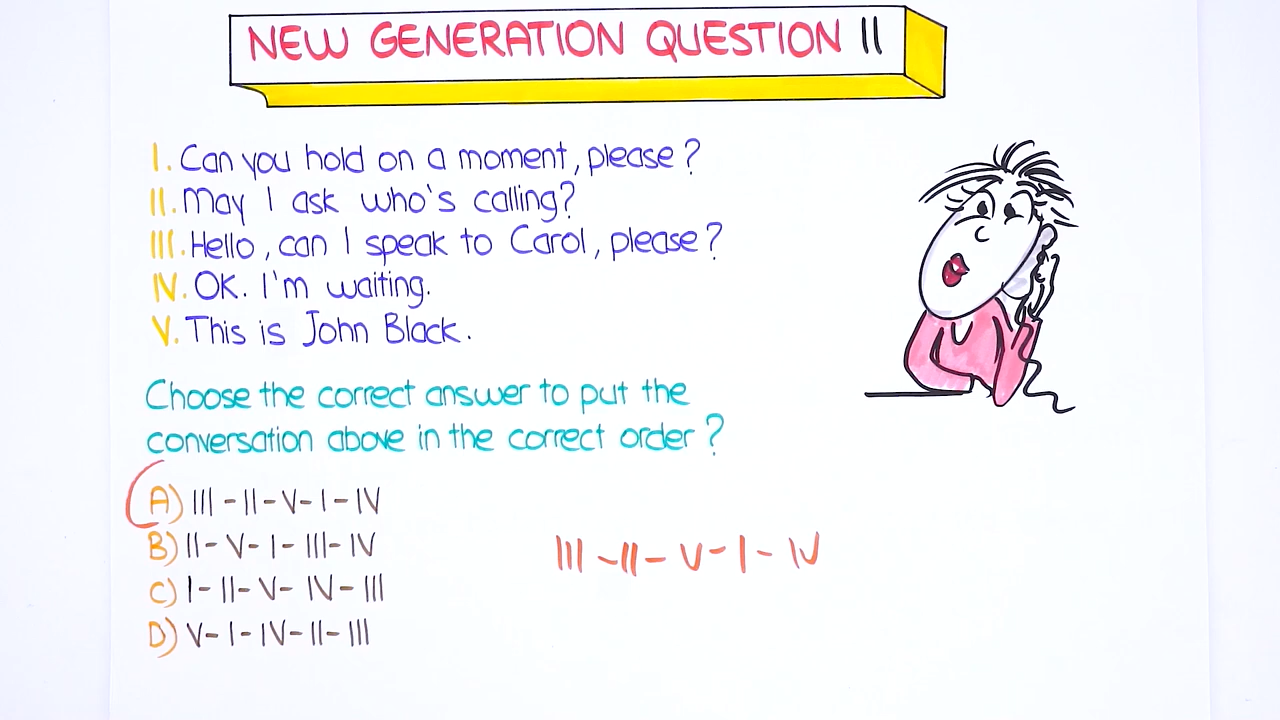 NEW GENERATION QUESTION 11
I. Can you hold on a moment, please?
II. May I ask who's calling?
III. Hello, can I speak to Carol, please?
IV. OK. I'm waiting.
V. This is John Black.
Choose the correct answer to put the
conversation above in the correct order?
A) III - II - V - I - IV
B) II - V - I - III - IV
C) I - II - V - IV - III
D) V - I - IV - II - III
III - II - V - I - IV